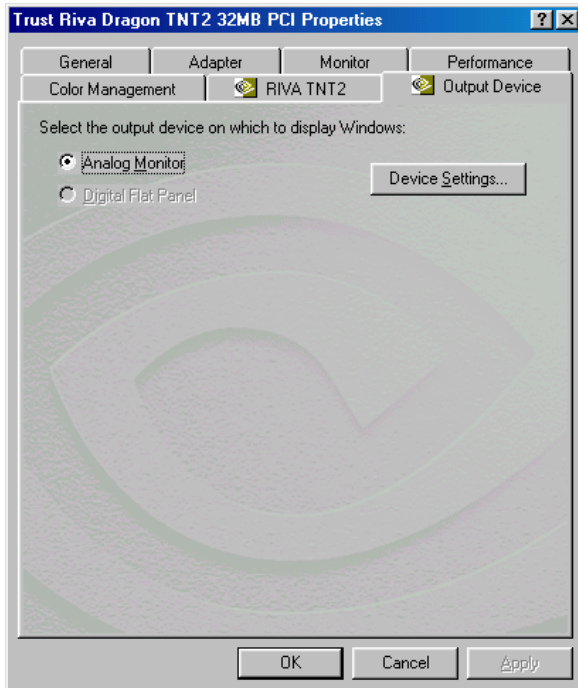 Trust Riva Dragon TNT2 32MB PCI Properties
General Adapter Monitor Performance
Color Management RIVA TNT2 Output Device
Select the output device on which to display Windows:
Analog Monitor
Device Settings...
Digital Flat Panel
OK Cancel Apply